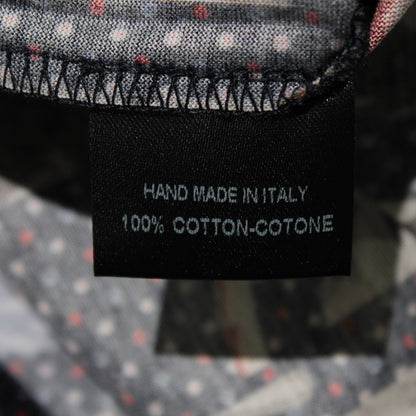 HAND MADE IN ITALY
100% COTTON-COTONE